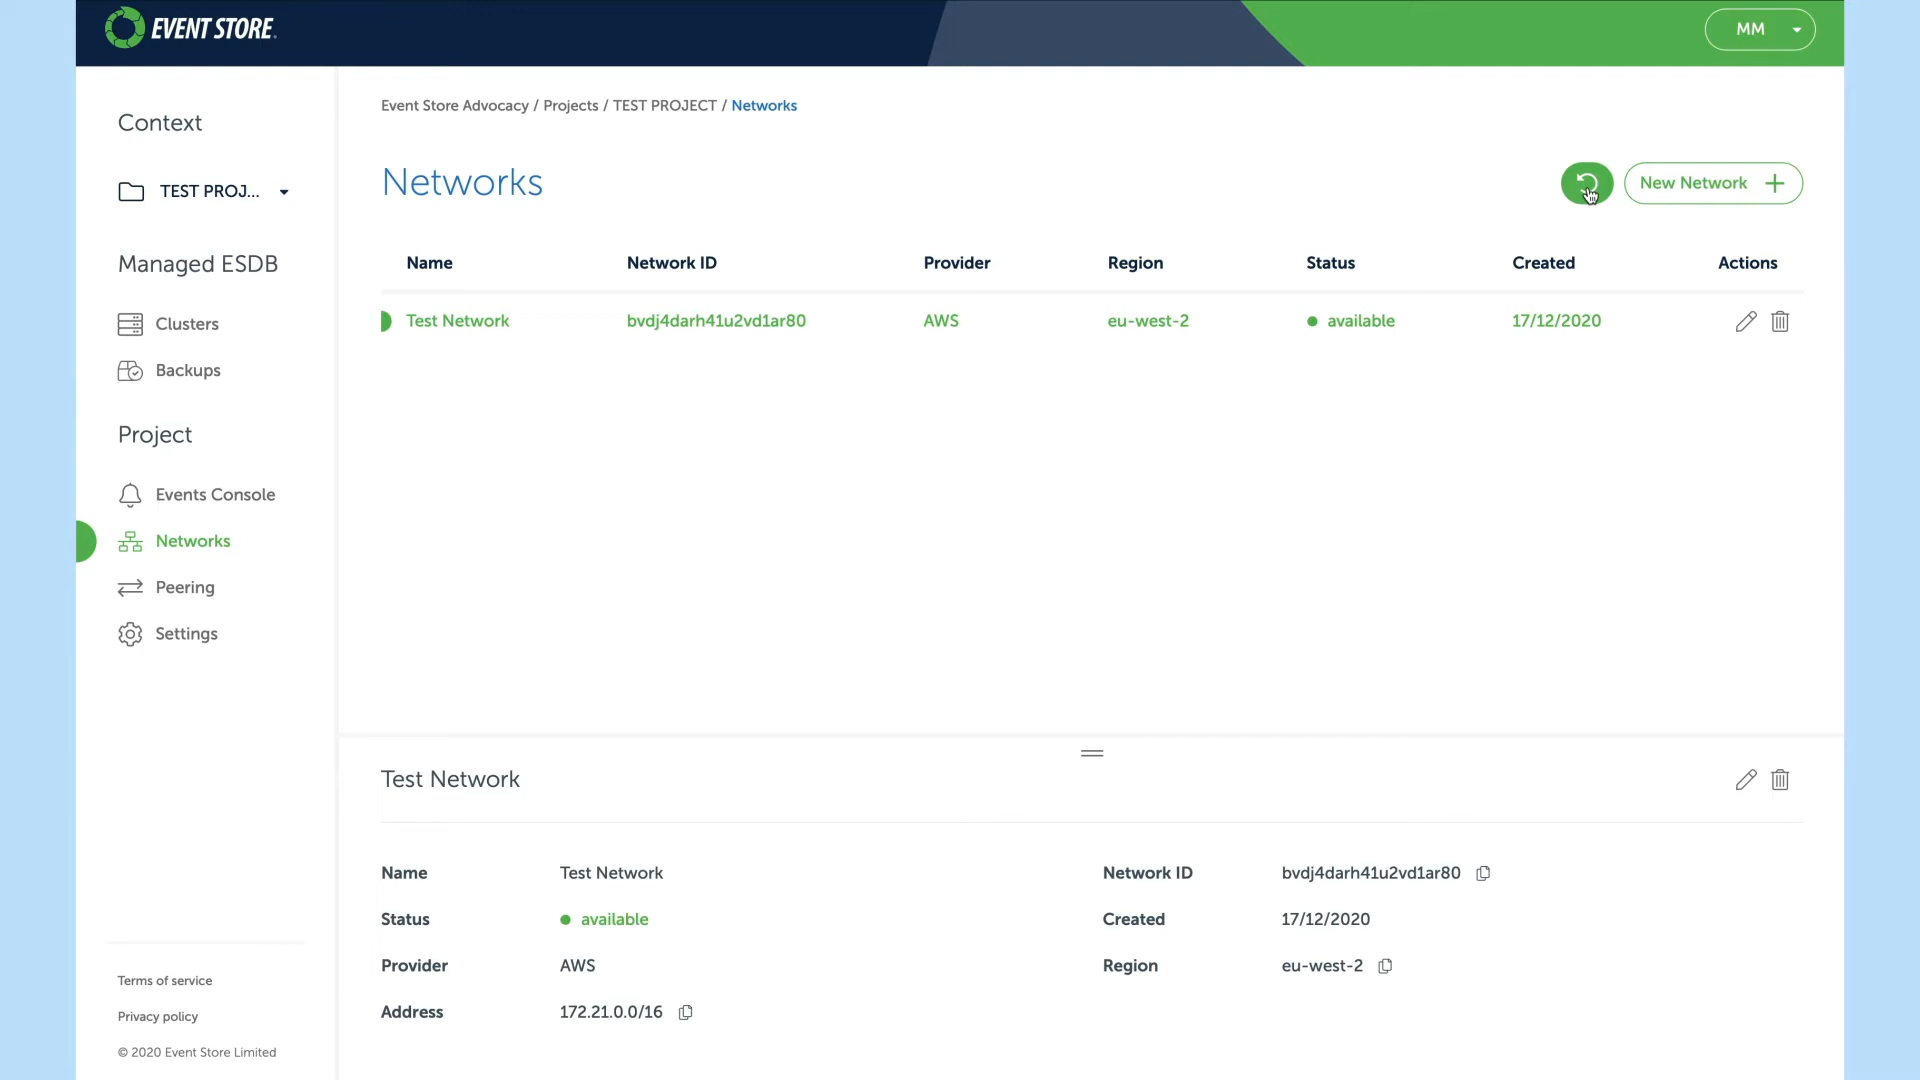 EVENT STORE
MM
Context
TEST PROJ...
Managed ESDB
Clusters
Backups
Project
Events Console
Networks
Peering
Settings
Terms of service
Privacy policy
© 2020 Event Store Limited
Event Store Advocacy / Projects / TEST PROJECT / Networks
Networks
New Network
Name Network ID Provider Region Status Created Actions
Test Network bvdj4darh41u2vd1ar80 AWS eu-west-2 available 17/12/2020
Test Network
Name Test Network Network ID bvdj4darh41u2vd1ar80
Status available Created 17/12/2020
Provider AWS Region eu-west-2
Address 172.21.0.0/16